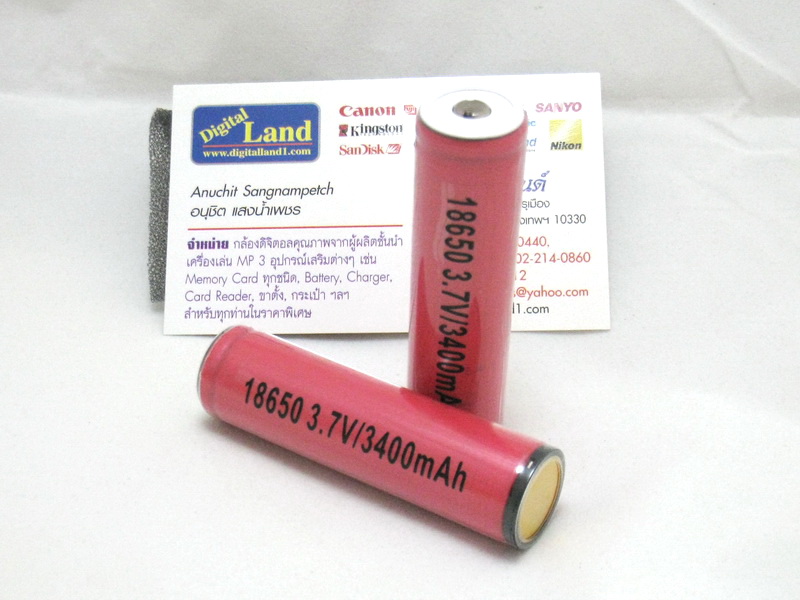 Digital
Land
www.digitalland1.com
Canon
Kingston
SanDisk
SANYO
Nikon
Anuchit Sangnampetch
อนุชิต แสงน้ำเพชร
10330
จำหน่าย กล้องดิจิตอลคุณภาพจากผู้ผลิตชั้นนำ
0440,
เครื่องเล่น MP 3 อุปกรณ์เสริมต่างๆ เช่น
02-214-0860
Memory Card ทุกชนิด, Battery, Charger,
2
Card Reader, ขาตั้ง, กระเป๋า ฯลฯ
@yahoo.com
สำหรับทุกท่านในราคาพิเศษ
d1.com
18650 3.7V/3400mA
18650 3.7V/3400mAh